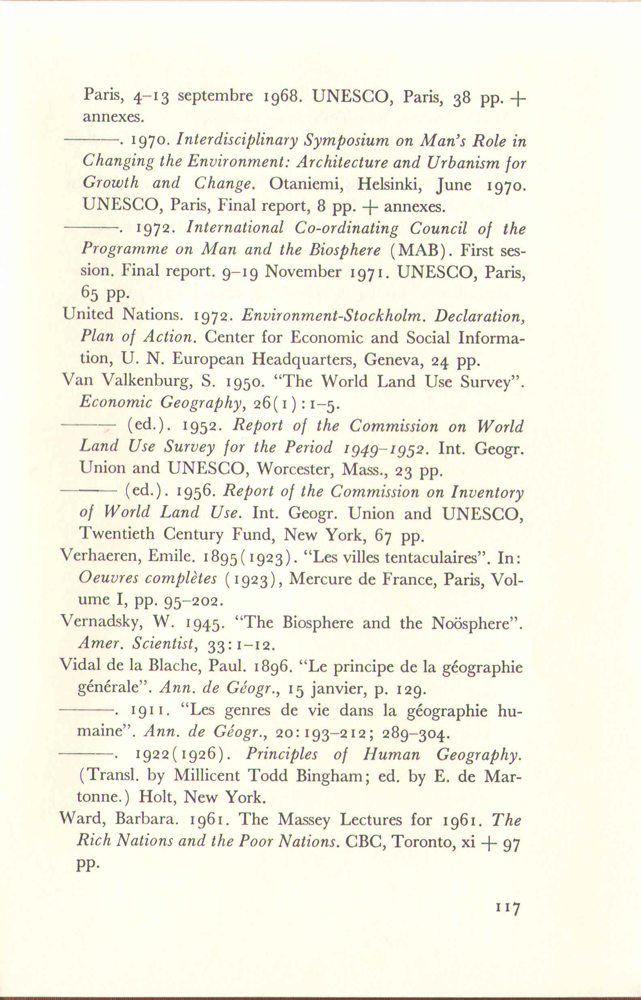 Paris, 4–13 septembre 1968. UNESCO, Paris, 38 pp. +
annexes.
———. 1970. Interdisciplinary Symposium on Man’s Role in
Changing the Environment: Architecture and Urbanism for
Growth and Change. Otaniemi, Helsinki, June 1970.
UNESCO, Paris, Final report, 8 pp. + annexes.
———. 1972. International Co-ordinating Council of the
Programme on Man and the Biosphere (MAB). First ses-
sion. Final report. 9–19 November 1971. UNESCO, Paris,
65 pp.
United Nations. 1972. Environment-Stockholm. Declaration,
Plan of Action. Center for Economic and Social Informa-
tion, U. N. European Headquarters, Geneva, 24 pp.
Van Valkenburg, S. 1950. “The World Land Use Survey”.
Economic Geography, 26(1):1–5.
——— (ed.). 1952. Report of the Commission on World
Land Use Survey for the Period 1949–1952. Int. Geogr.
Union and UNESCO, Worcester, Mass., 23 pp.
——— (ed.). 1956. Report of the Commission on Inventory
of World Land Use. Int. Geogr. Union and UNESCO,
Twentieth Century Fund, New York, 67 pp.
Verhaeren, Emile. 1895(1923). “Les villes tentaculaires”. In:
Oeuvres complètes (1923), Mercure de France, Paris, Vol-
ume I, pp. 95–202.
Vernadsky, W. 1945. “The Biosphere and the Noösphere”.
Amer. Scientist, 33:1–12.
Vidal de la Blache, Paul. 1896. “Le principe de la géographie
générale”. Ann. de Géogr., 15 janvier, p. 129.
———. 1911. “Les genres de vie dans la géographie hu-
maine”. Ann. de Géogr., 20:193–212; 289–304.
———. 1922(1926). Principles of Human Geography.
(Transl. by Millicent Todd Bingham; ed. by E. de Mar-
tonne.) Holt, New York.
Ward, Barbara. 1961. The Massey Lectures for 1961. The
Rich Nations and the Poor Nations. CBC, Toronto, xi + 97
pp.
117